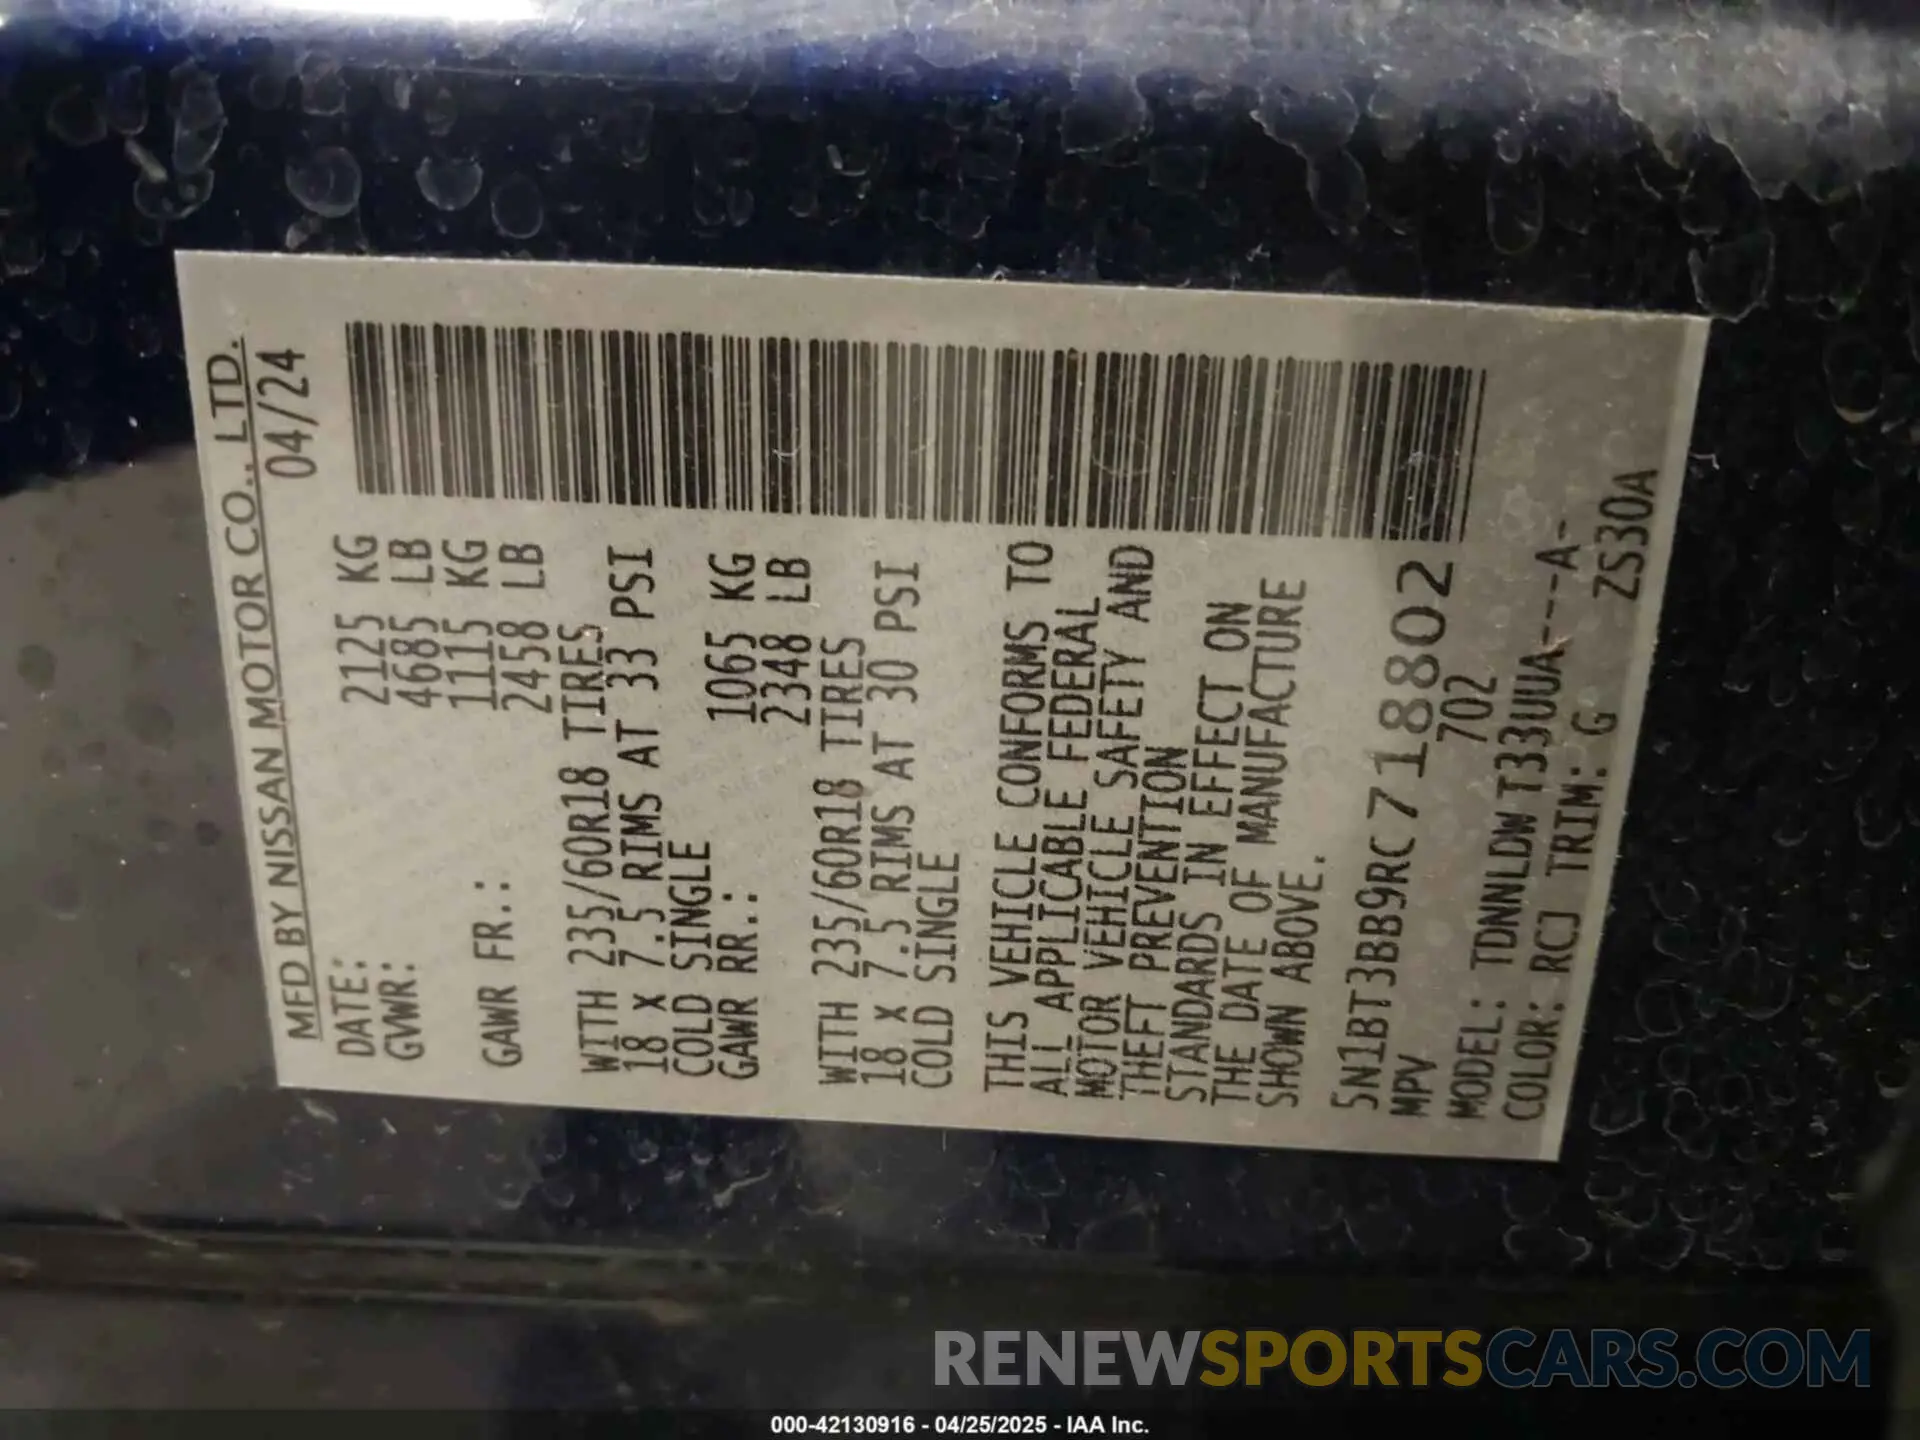 MFD BY NISSAN MOTOR CO., LTD.
DATE: 04/24
GVWR: 2125 KG
4685 LB
GAWR FR.: 1115 KG
2458 LB
WITH 235/60R18 TIRES
18 x 7.5 RIMS AT 33 PSI
COLD SINGLE
GAWR RR.: 1065 KG
2348 LB
WITH 235/60R18 TIRES
18 x 7.5 RIMS AT 30 PSI
COLD SINGLE
THIS VEHICLE CONFORMS TO
ALL APPLICABLE FEDERAL
MOTOR VEHICLE SAFETY AND
THEFT PREVENTION
STANDARDS IN EFFECT ON
THE DATE OF MANUFACTURE
SHOWN ABOVE.
5N1BT3BB9RC718802
MPV 702
MODEL: TDNNLDW T33UUA---A-
COLOR: RCJ TRIM: G ZS30A
RENEWSPORTSCARS.COM
000-42130916 - 04/25/2025 - IAA Inc.